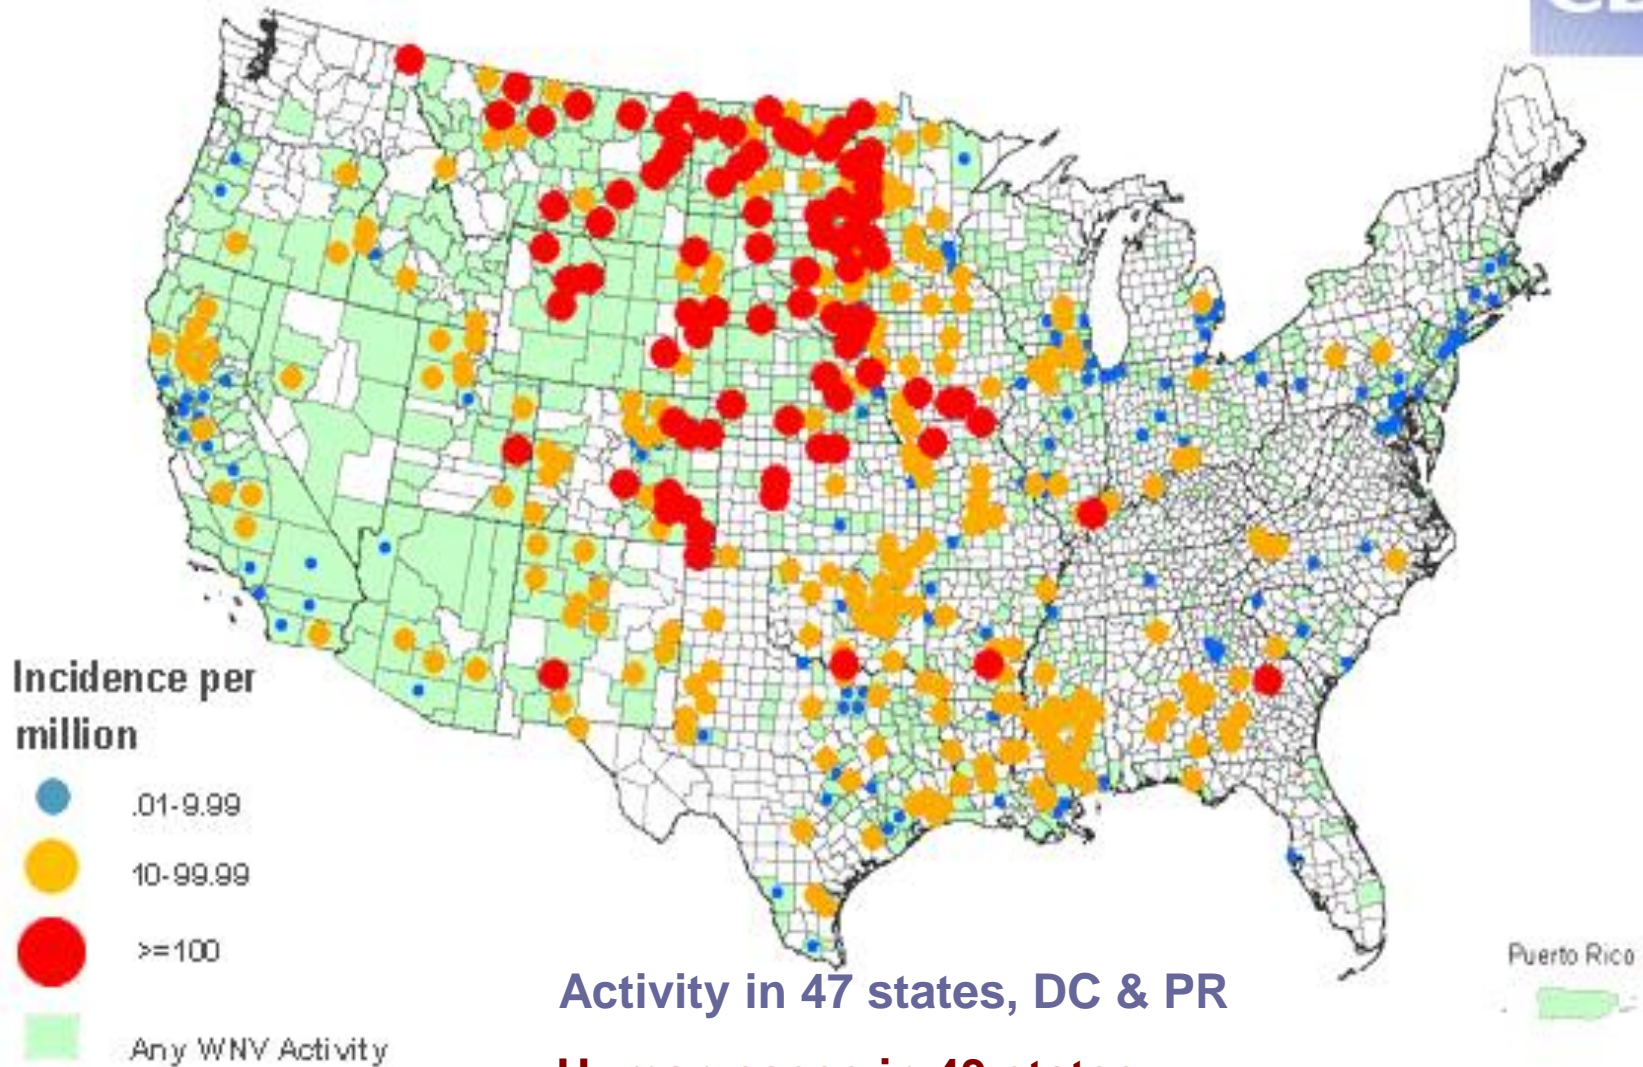 Incidence per
million
.01-9.99
10-99.99
>=100
Any WNV Activity
Activity in 47 states, DC & PR
Puerto Rico